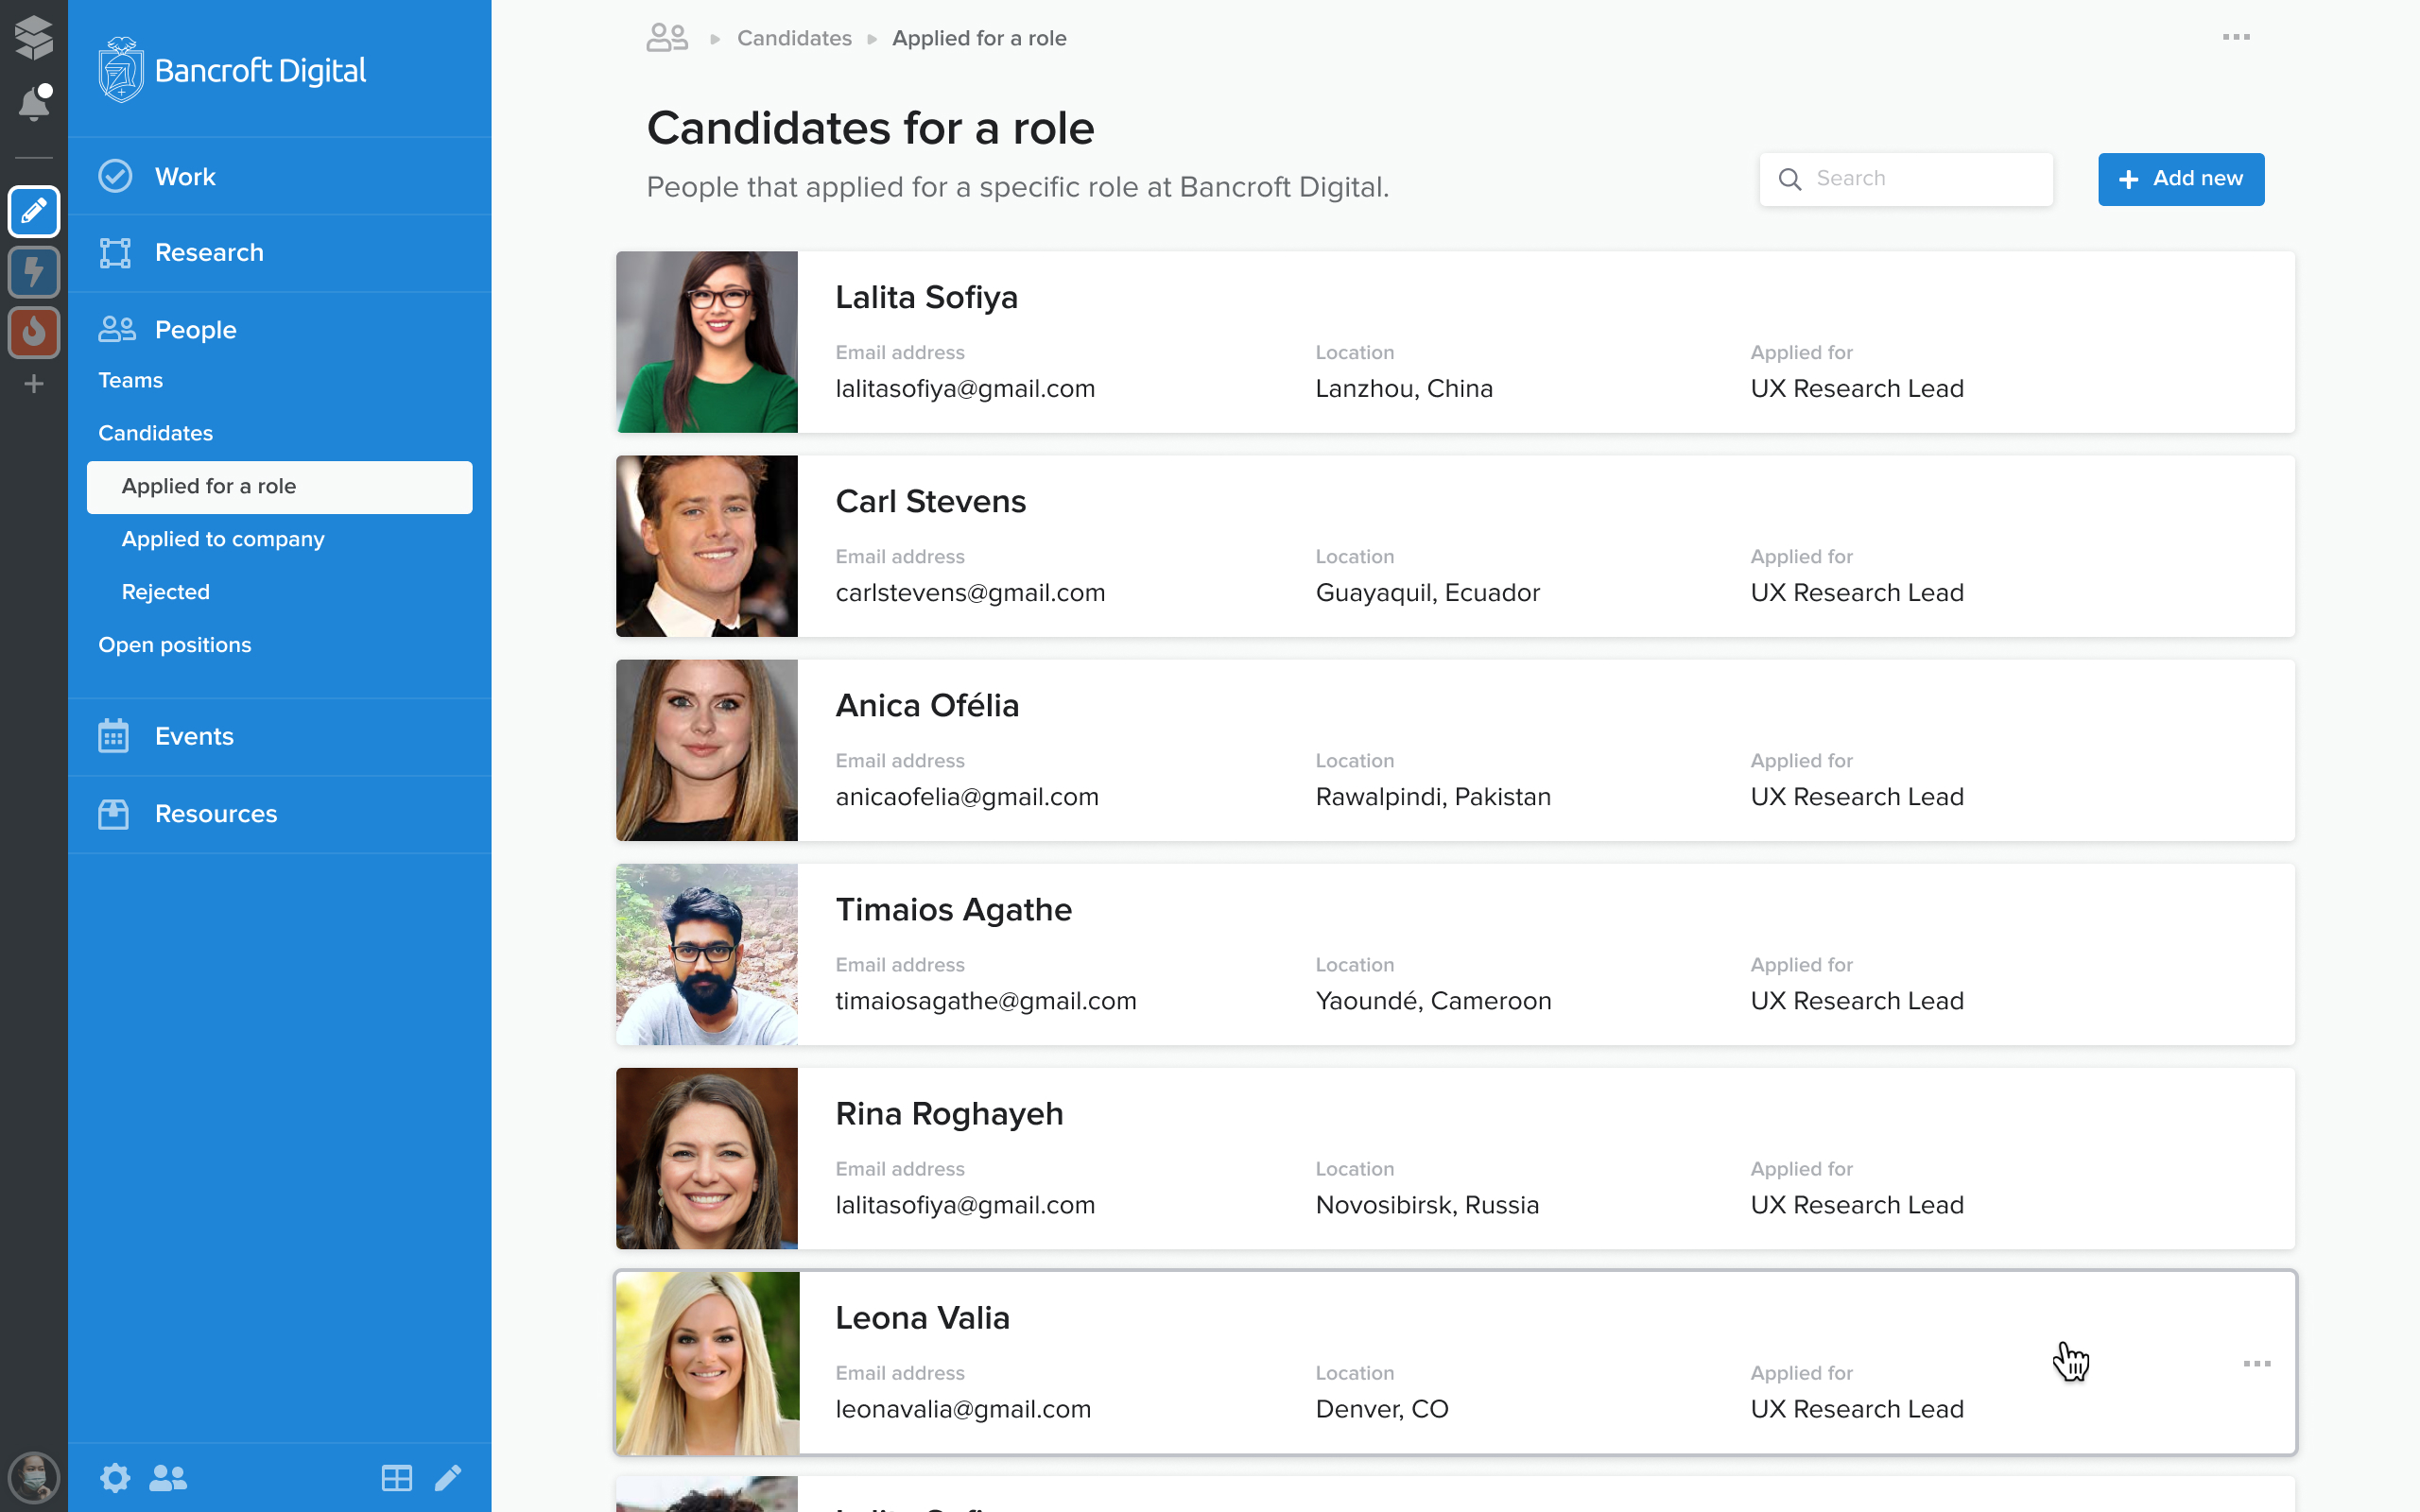 Bancroft Digital
Work
Research
People
Teams
Candidates
Applied for a role
Applied to company
Rejected
Open positions
Events
Resources
Candidates
Applied for a role
Candidates for a role
People that applied for a specific role at Bancroft Digital.
Search
Add new
Lalita Sofiya
Email address Location Applied for
lalitasofiya@gmail.com Lanzhou, China UX Research Lead
Carl Stevens
Email address Location Applied for
carlstevens@gmail.com Guayaquil, Ecuador UX Research Lead
Anica Ofélia
Email address Location Applied for
anicaofelia@gmail.com Rawalpindi, Pakistan UX Research Lead
Timaios Agathe
Email address Location Applied for
timaiosagathe@gmail.com Yaoundé, Cameroon UX Research Lead
Rina Roghayeh
Email address Location Applied for
lalitasofiya@gmail.com Novosibirsk, Russia UX Research Lead
Leona Valia
Email address Location Applied for
leonavalia@gmail.com Denver, CO UX Research Lead